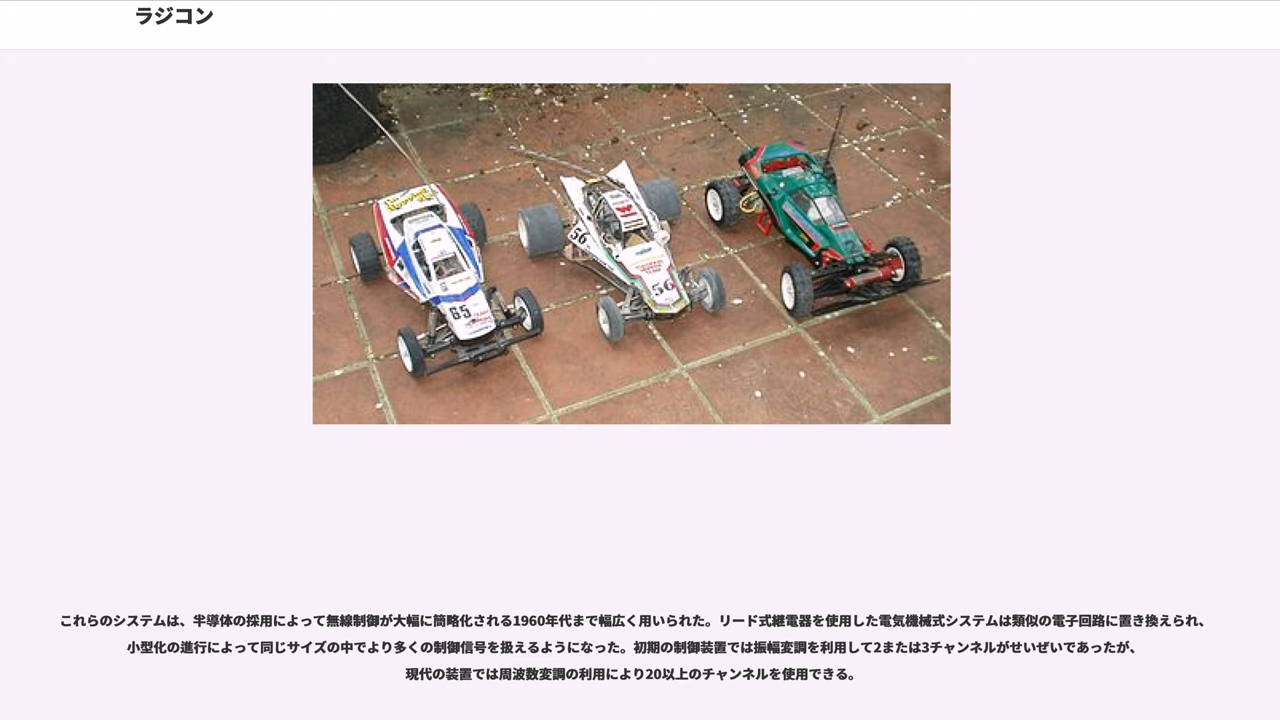 ラジコン
65
56
56
これらのシステムは、半導体の採用によって無線制御が大幅に簡略化される1960年代まで幅広く用いられた。リード式継電器を使用した電気機械式システムは類似の電子回路に置き換えられ、
小型化の進行によって同じサイズの中でより多くの制御信号を扱えるようになった。初期の制御装置では振幅変調を利用して2または3チャンネルがせいぜいであったが、
現代の装置では周波数変調の利用により20以上のチャンネルを使用できる。